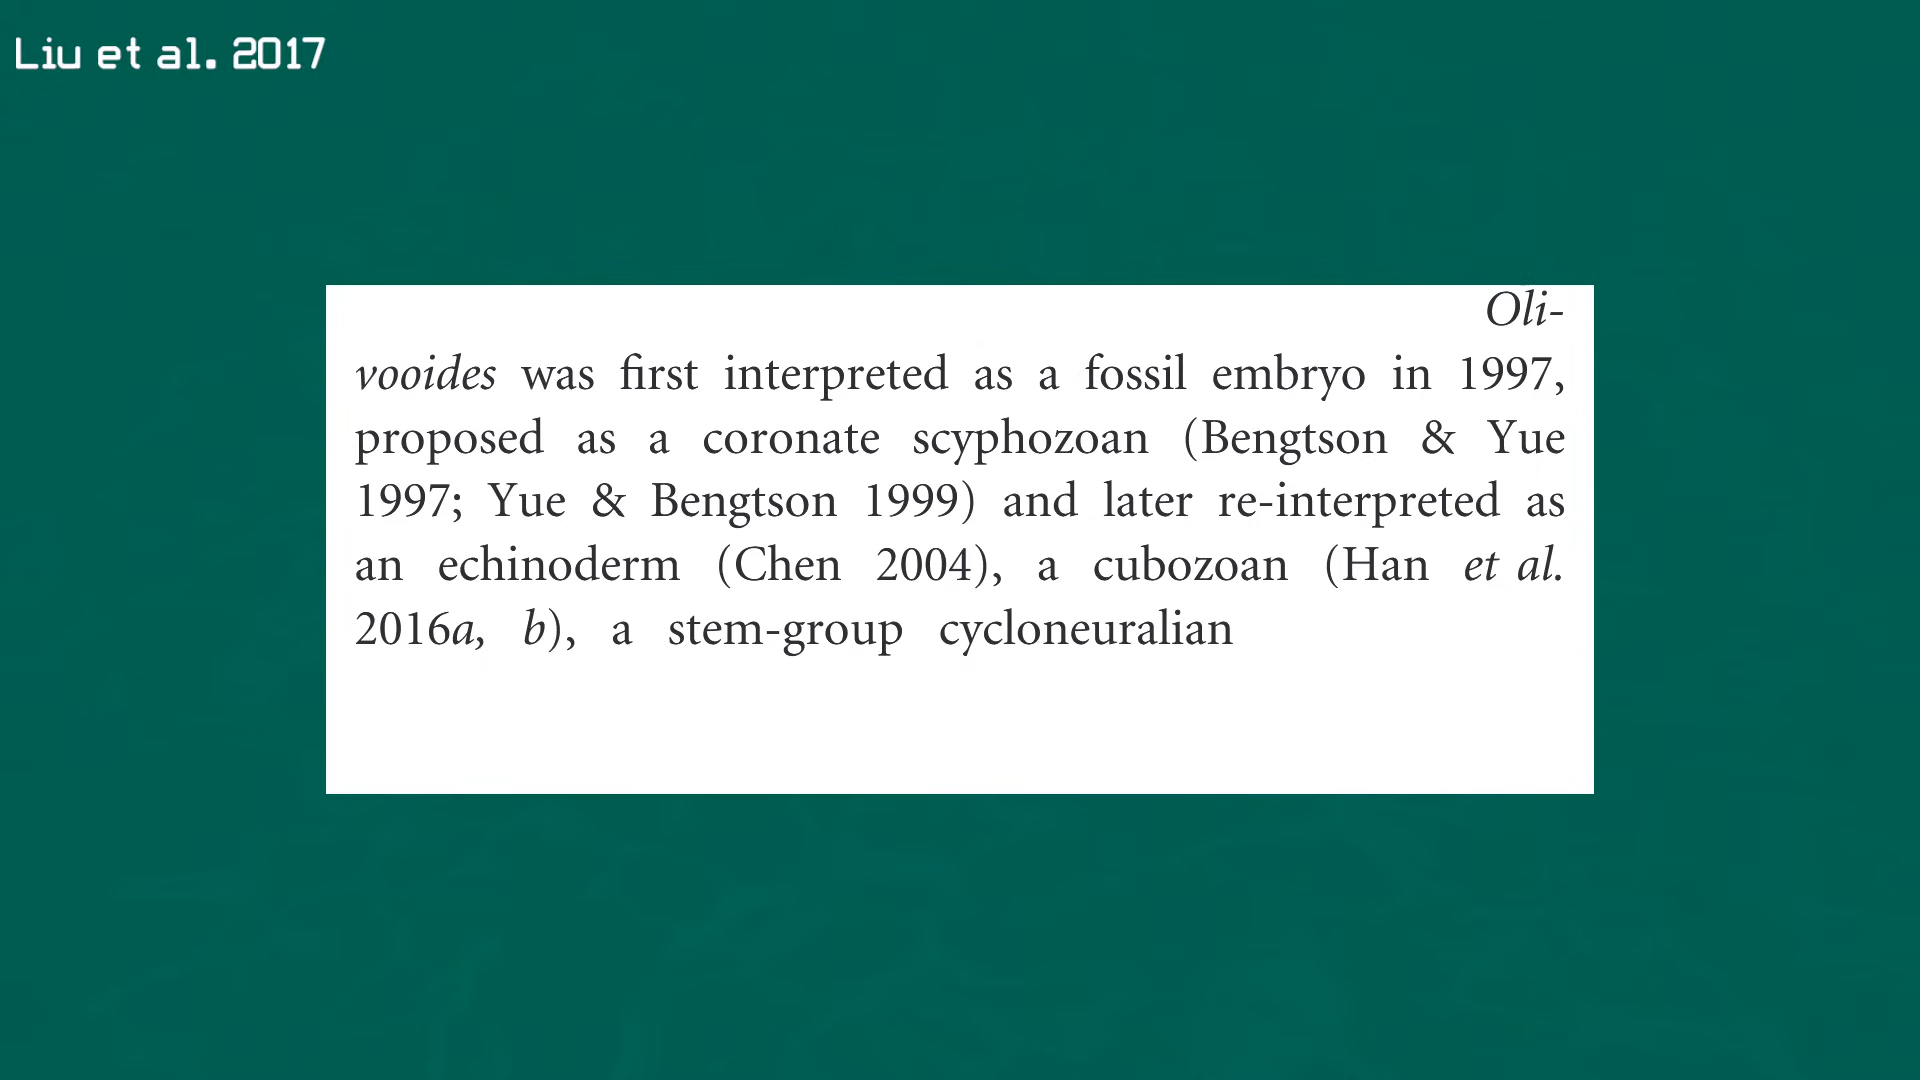 Liu et al. 2017
Oli-
vooides was first interpreted as a fossil embryo in 1997,
proposed as a coronate scyphozoan (Bengtson & Yue
1997; Yue & Bengtson 1999) and later re-interpreted as
an echinoderm (Chen 2004), a cubozoan (Han et al.
2016a, b), a stem-group cycloneuralian